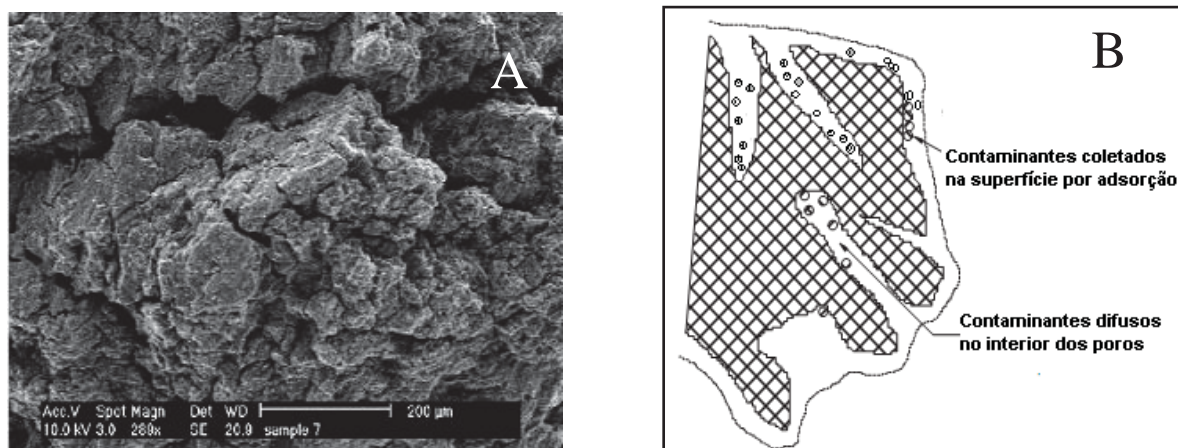 A
Acc.V Spot Magn Det WD 200 µm
10.0 kV 3.0 289x SE 20.9 sample 7
B
Contaminantes coletados
na superfície por adsorção
Contaminantes difusos
no interior dos poros